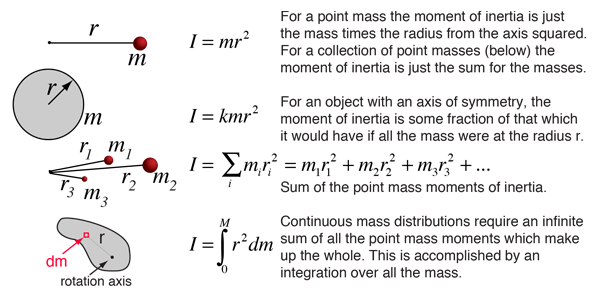 For a point mass the moment of inertia is just
the mass times the radius from the axis squared.
For a collection of point masses (below) the
moment of inertia is just the sum for the masses.
r
m
I = mr²
For an object with an axis of symmetry, the
moment of inertia is some fraction of that which
it would have if all the mass were at the radius r.
r
m
I = kmr²
r₁ m₁
r₂ m₂
r₃ m₃
I = ∑ᵢ mᵢrᵢ² = m₁r₁² + m₂r₂² + m₃r₃² + ...
Sum of the point mass moments of inertia.
Continuous mass distributions require an infinite
sum of all the point mass moments which make
up the whole. This is accomplished by an
integration over all the mass.
r
dm
rotation axis
I = ∫₀ᴹ r²dm